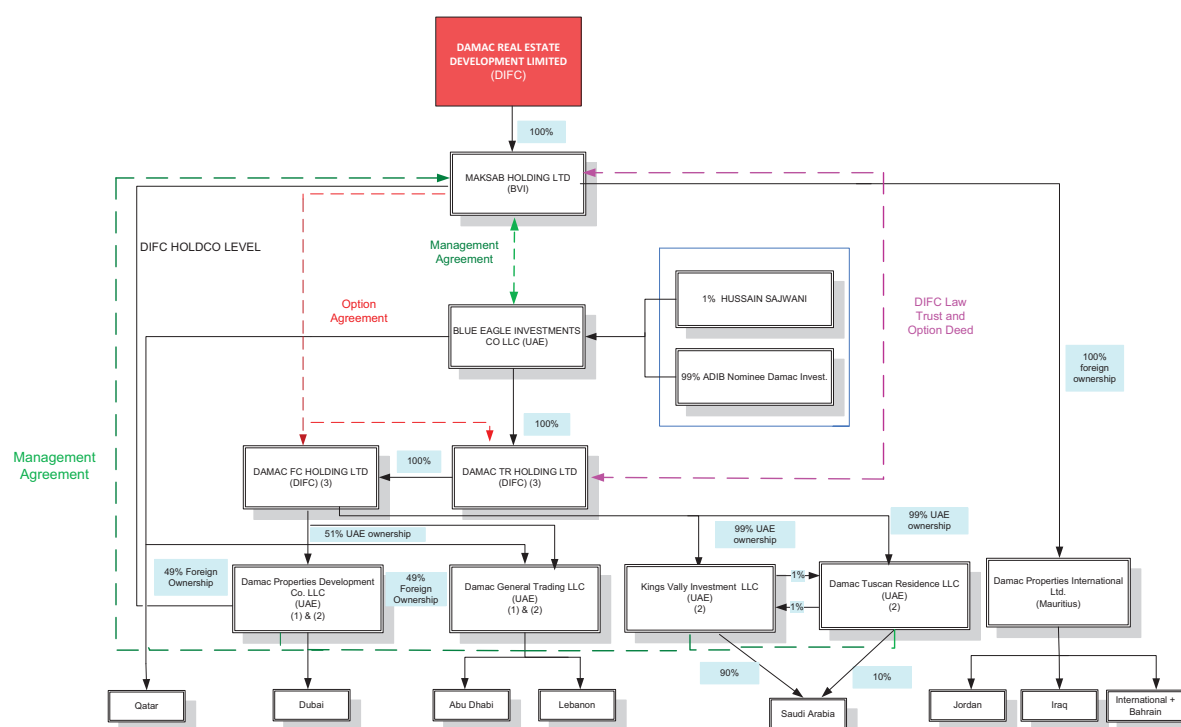 DAMAC REAL ESTATE
DEVELOPMENT LIMITED
(DIFC)
100%
MAKSAB HOLDING LTD
(BVI)
DIFC HOLDCO LEVEL
Management
Agreement
1% HUSSAIN SAJWANI
Option
Agreement
BLUE EAGLE INVESTMENTS
CO LLC (UAE)
99% ADIB Nominee Damac Invest.
DIFC Law
Trust and
Option Deed
100%
foreign
ownership
100%
Management
Agreement
DAMAC FC HOLDING LTD
(DIFC) (3)
100%
DAMAC TR HOLDING LTD
(DIFC) (3)
51% UAE ownership
99% UAE
ownership
99% UAE
ownership
49% Foreign
Ownership
Damac Properties Development
Co. LLC
(UAE)
(1) & (2)
49%
Foreign
Ownership
Damac General Trading LLC
(UAE)
(1) & (2)
Kings Vally Investment LLC
(UAE)
(2)
1%
1%
Damac Tuscan Residence LLC
(UAE)
(2)
Damac Properties International
Ltd.
(Mauritius)
90%
10%
Qatar
Dubai
Abu Dhabi
Lebanon
Saudi Arabia
Jordan
Iraq
International +
Bahrain